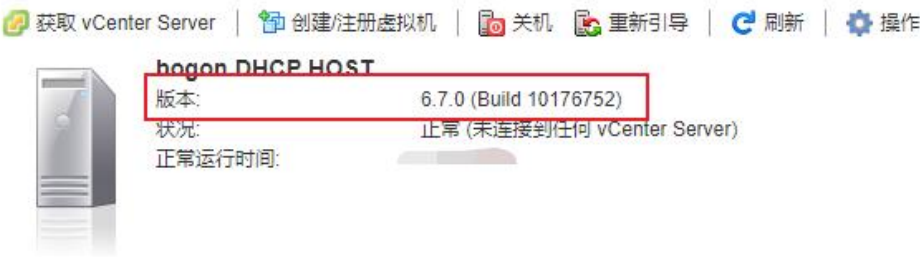 获取 vCenter Server | 创建/注册虚拟机 | 关机 重新引导 | 刷新 | 操作
bogon DHCP HOST
版本: 6.7.0 (Build 10176752)
状况: 正常 (未连接到任何 vCenter Server)
正常运行时间: